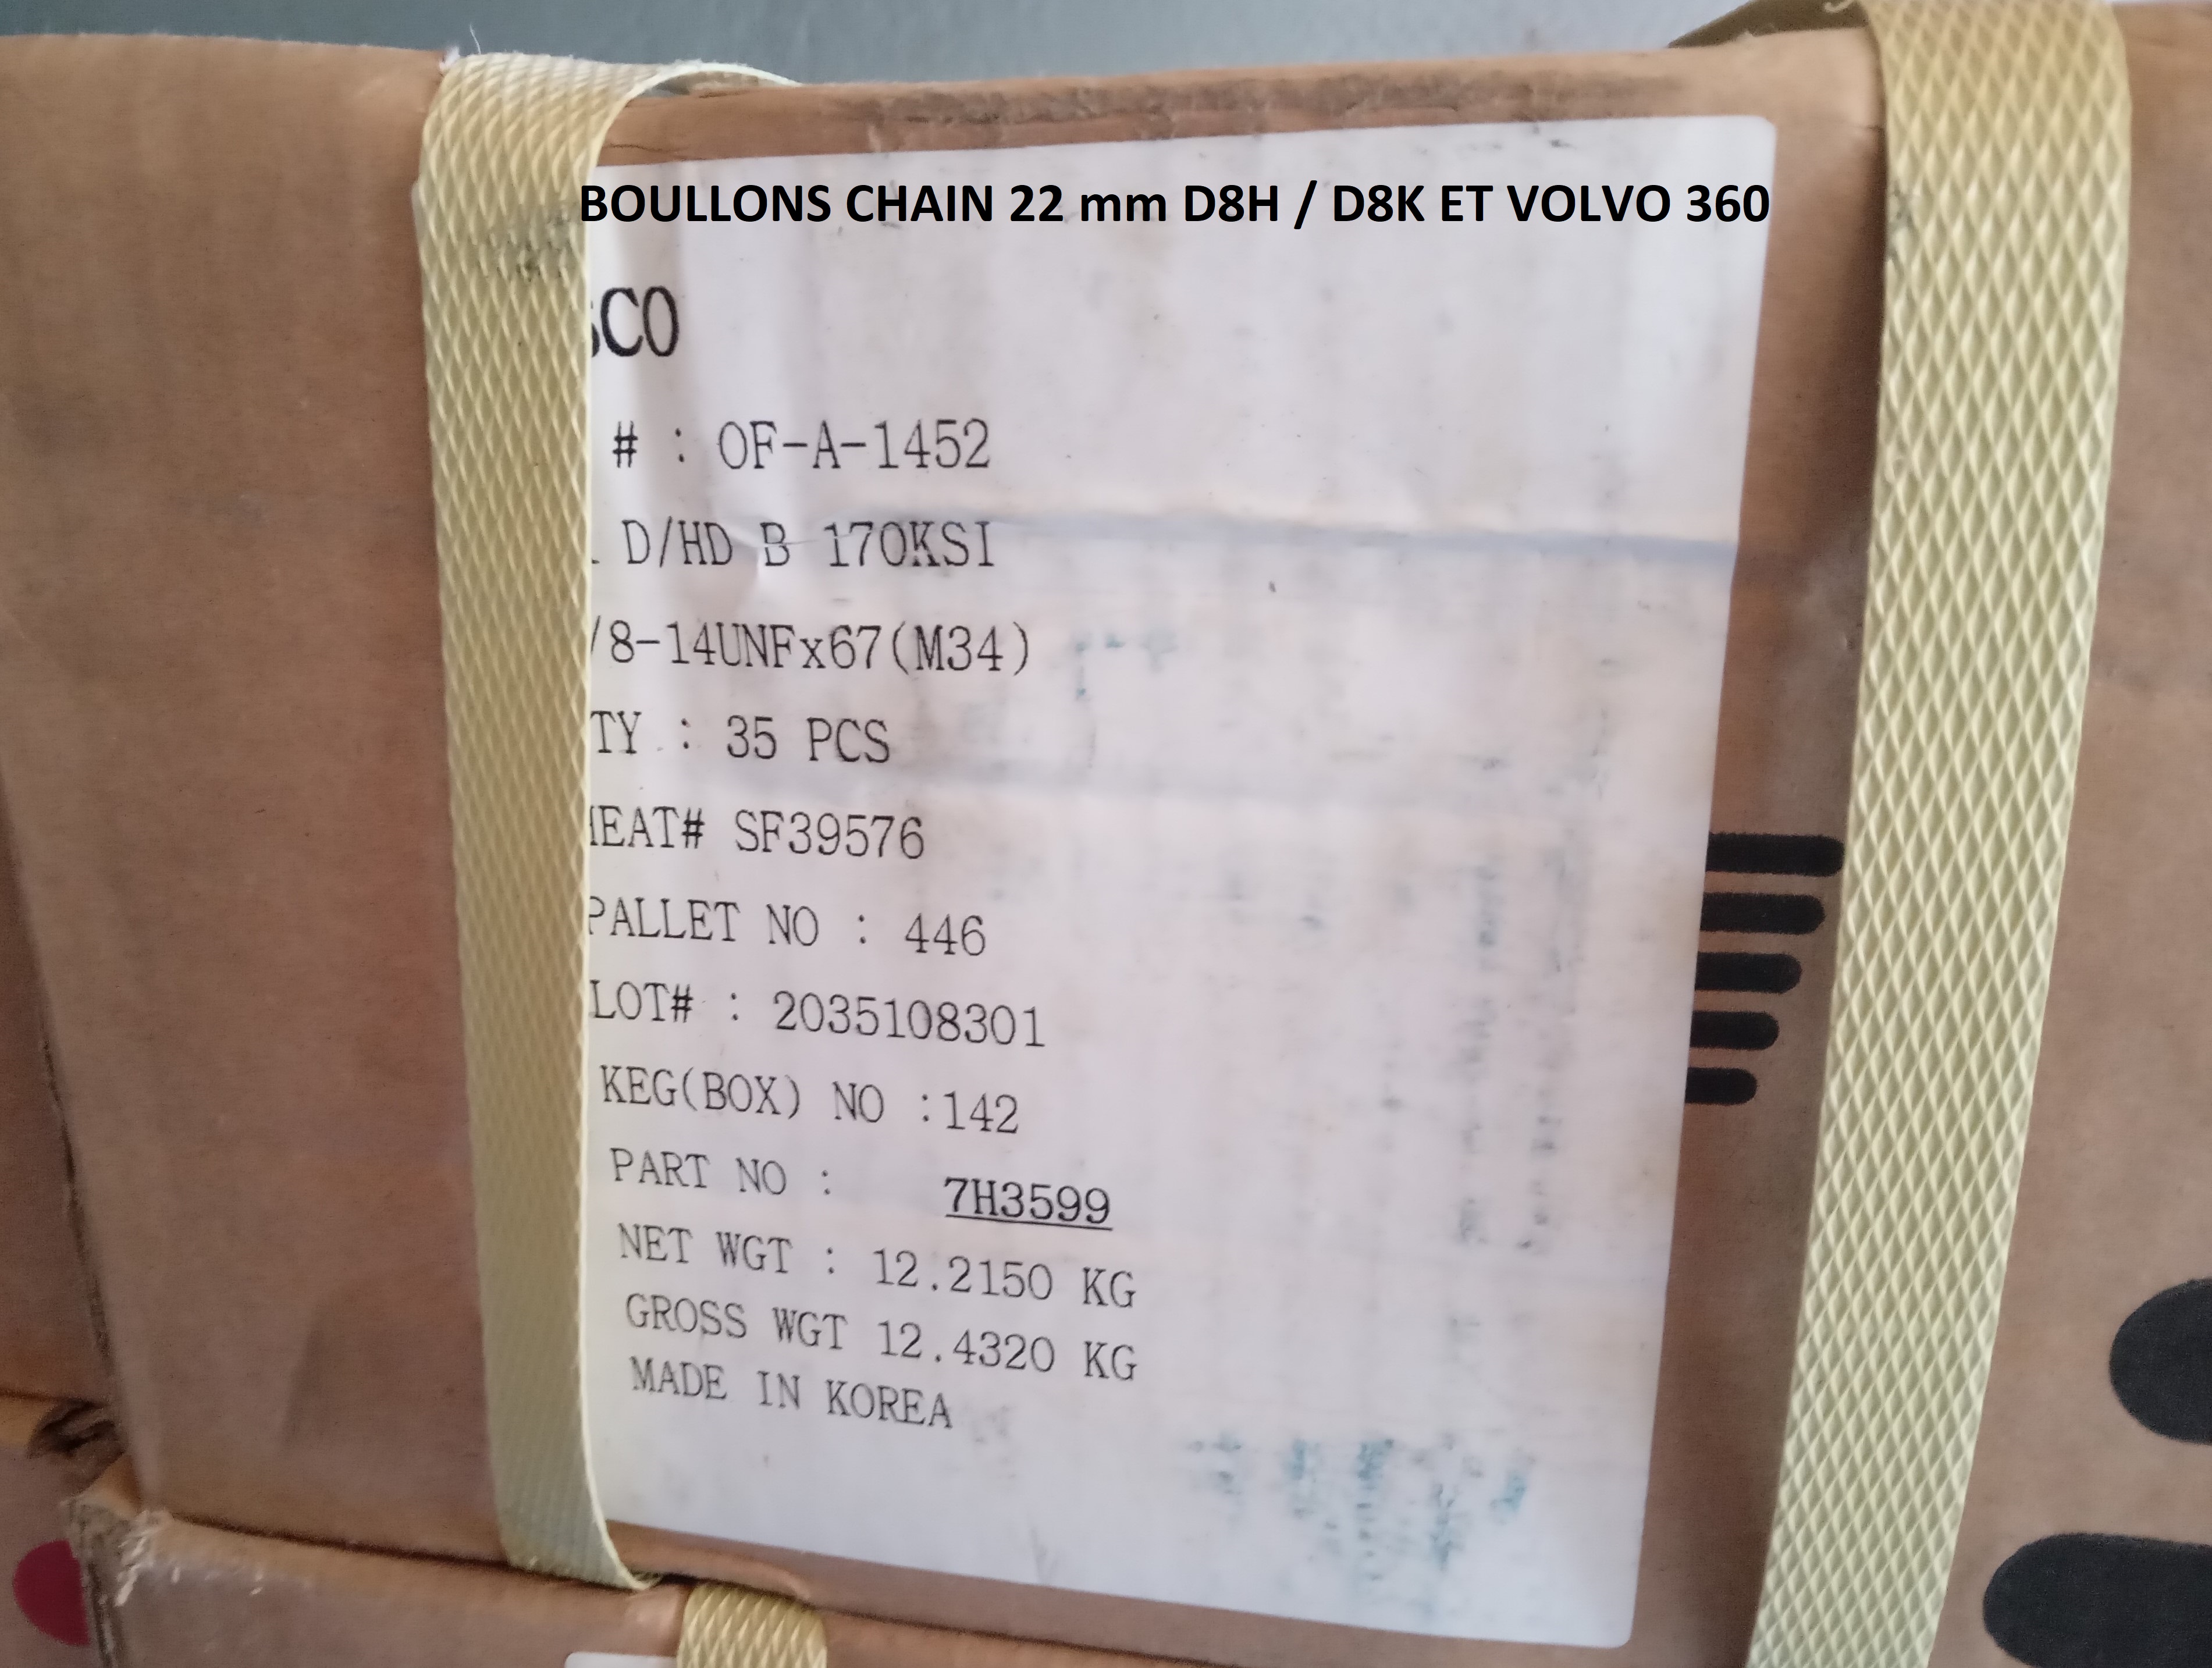 BOULLONS CHAIN 22 mm D8H / D8K ET VOLVO 360
SCO
# : OF-A-1452
D/HD B 170KSI
/8-14UNFx67(M34)
TY : 35 PCS
HEAT# SF39576
PALLET NO : 446
LOT# : 2035108301
KEG(BOX) NO :142
PART NO : 7H3599
NET WGT : 12.2150 KG
GROSS WGT 12.4320 KG
MADE IN KOREA